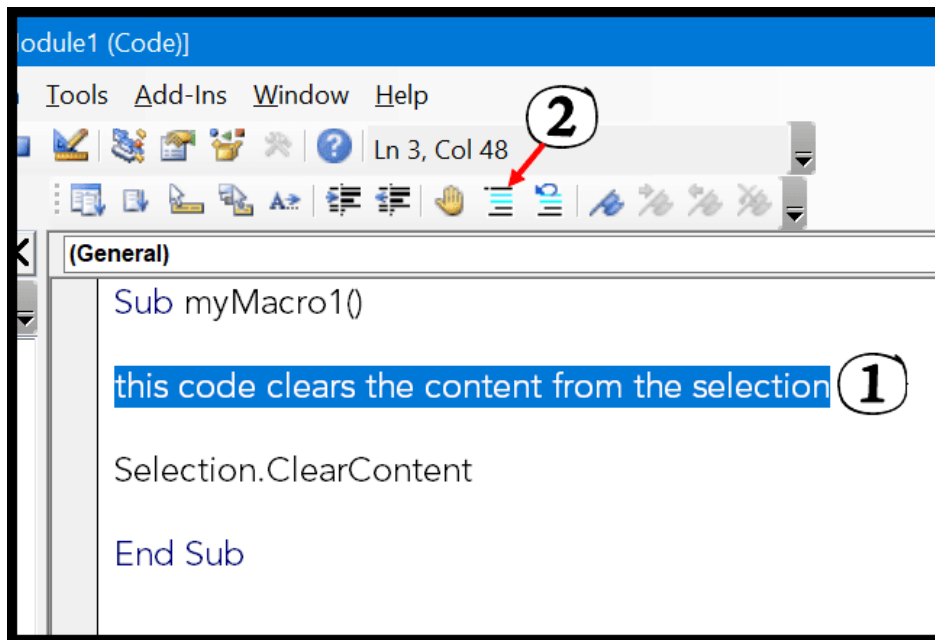 odule1 (Code)]
Tools Add-Ins Window Help
2
Ln 3, Col 48
(General)
Sub myMacro1()
this code clears the content from the selection
1
Selection.ClearContent
End Sub